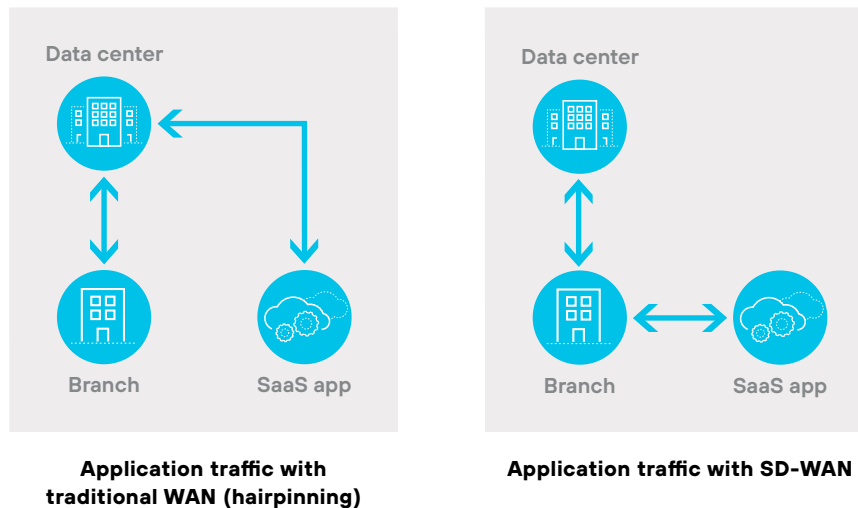 Data center
Branch
SaaS app
Application traffic with
traditional WAN (hairpinning)
Data center
Branch
SaaS app
Application traffic with SD-WAN